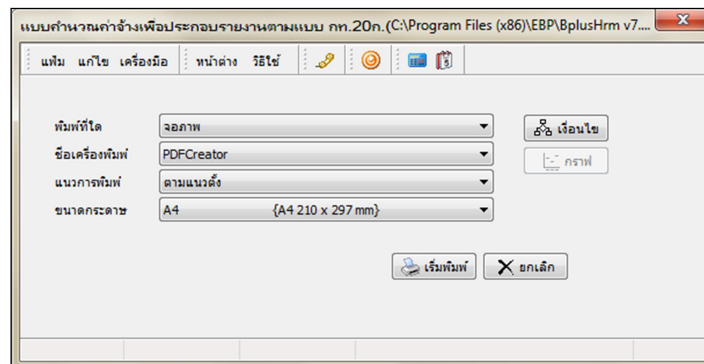 แบบคำนวณค่าจ้างเพื่อประกอบรายงานตามแบบ กท.20ก.(C:\Program Files (x86)\EBP\BplusHrm v7....
แฟ้ม แก้ไข เครื่องมือ หน้าต่าง วิธีใช้
พิมพ์ที่ใด จอภาพ เงื่อนไข
ชื่อเครื่องพิมพ์ PDFCreator กราฟ
แนวการพิมพ์ ตามแนวตั้ง
ขนาดกระดาษ A4 {A4 210 x 297 mm}
เริ่มพิมพ์ ยกเลิก